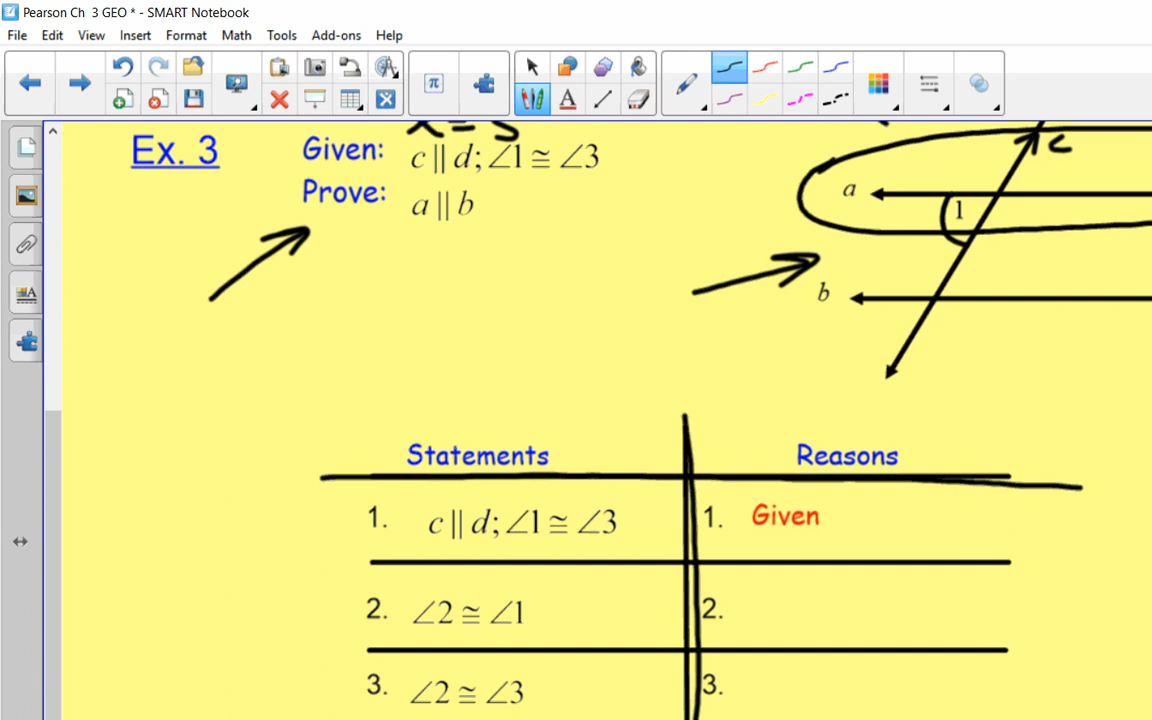 Pearson Ch 3 GEO * - SMART Notebook
File Edit View Insert Format Math Tools Add-ons Help
π
A
A
Ex. 3
Given: c || d; ∠1 ≅ ∠3
Prove: a || b
c
a
1
b
Statements Reasons
1. c || d; ∠1 ≅ ∠3 1. Given
2. ∠2 ≅ ∠1 2.
3. ∠2 ≅ ∠3 3.